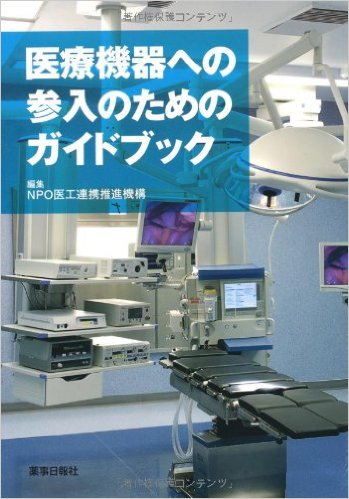 「著作権保護コンテンツ」
医療機器への
参入のための
ガイドブック
編集
NPO医工連携推進機構
薬事日報社
「著作権保護コンテンツ」